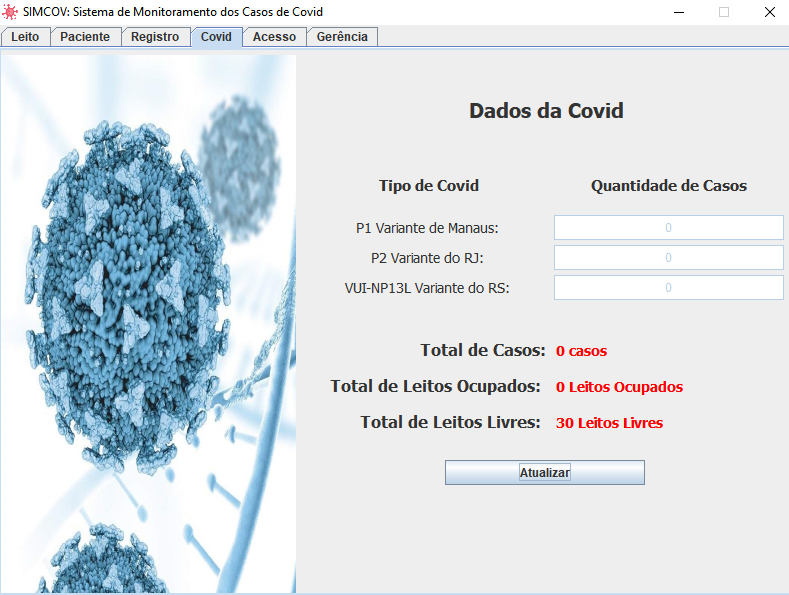 SIMCOV: Sistema de Monitoramento dos Casos de Covid
Leito Paciente Registro Covid Acesso Gerência
Dados da Covid
Tipo de Covid Quantidade de Casos
P1 Variante de Manaus: 0
P2 Variante do RJ: 0
VUI-NP13L Variante do RS: 0
Total de Casos: 0 casos
Total de Leitos Ocupados: 0 Leitos Ocupados
Total de Leitos Livres: 30 Leitos Livres
Atualizar